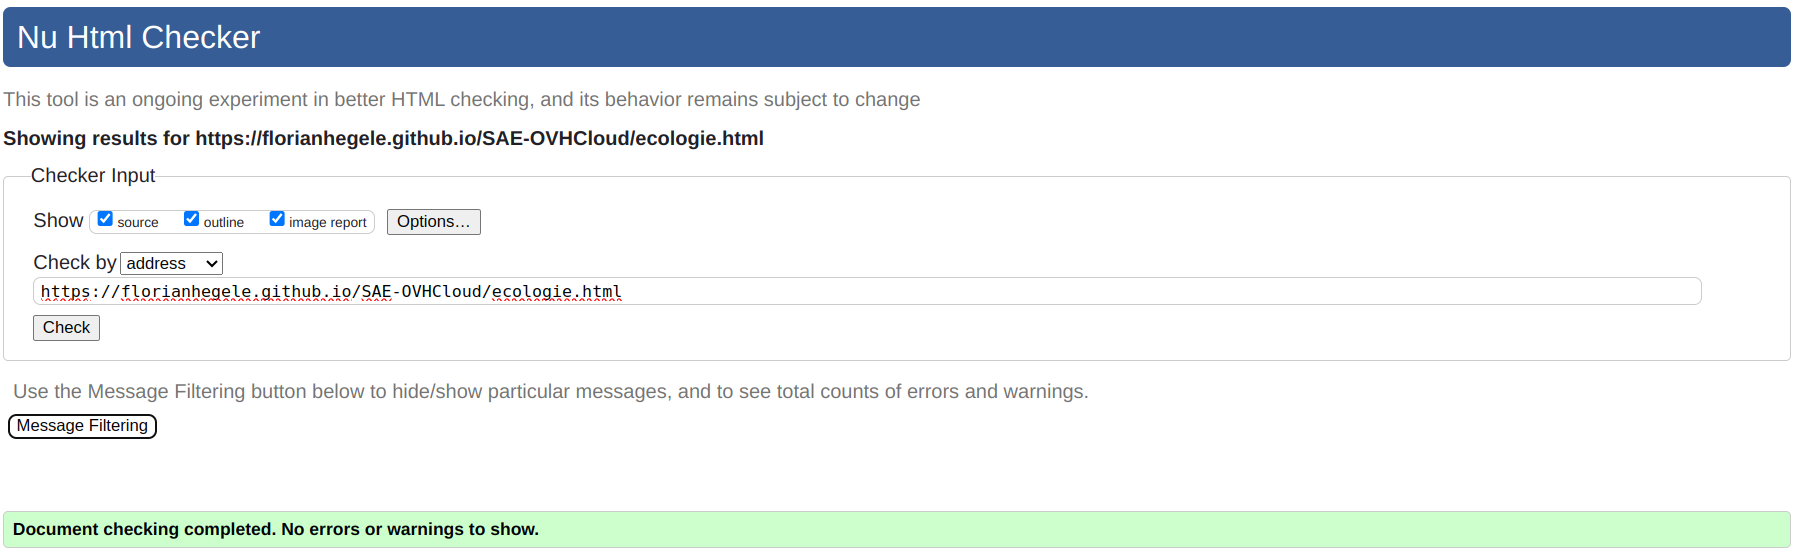 Nu Html Checker
This tool is an ongoing experiment in better HTML checking, and its behavior remains subject to change
Showing results for https://florianhegele.github.io/SAE-OVHCloud/ecologie.html
Checker Input
Show source outline image report Options...
Check by address
https://florianhegele.github.io/SAE-OVHCloud/ecologie.html
Check
Use the Message Filtering button below to hide/show particular messages, and to see total counts of errors and warnings.
Message Filtering
Document checking completed. No errors or warnings to show.